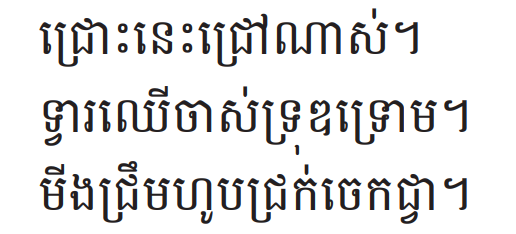 ជ្រោះនេះជ្រៅណាស់។
ទ្វារឈើចាស់ទ្រុឌទ្រោម។
មីងជ្រឹមហូបជ្រក់ចេកជ្វា។